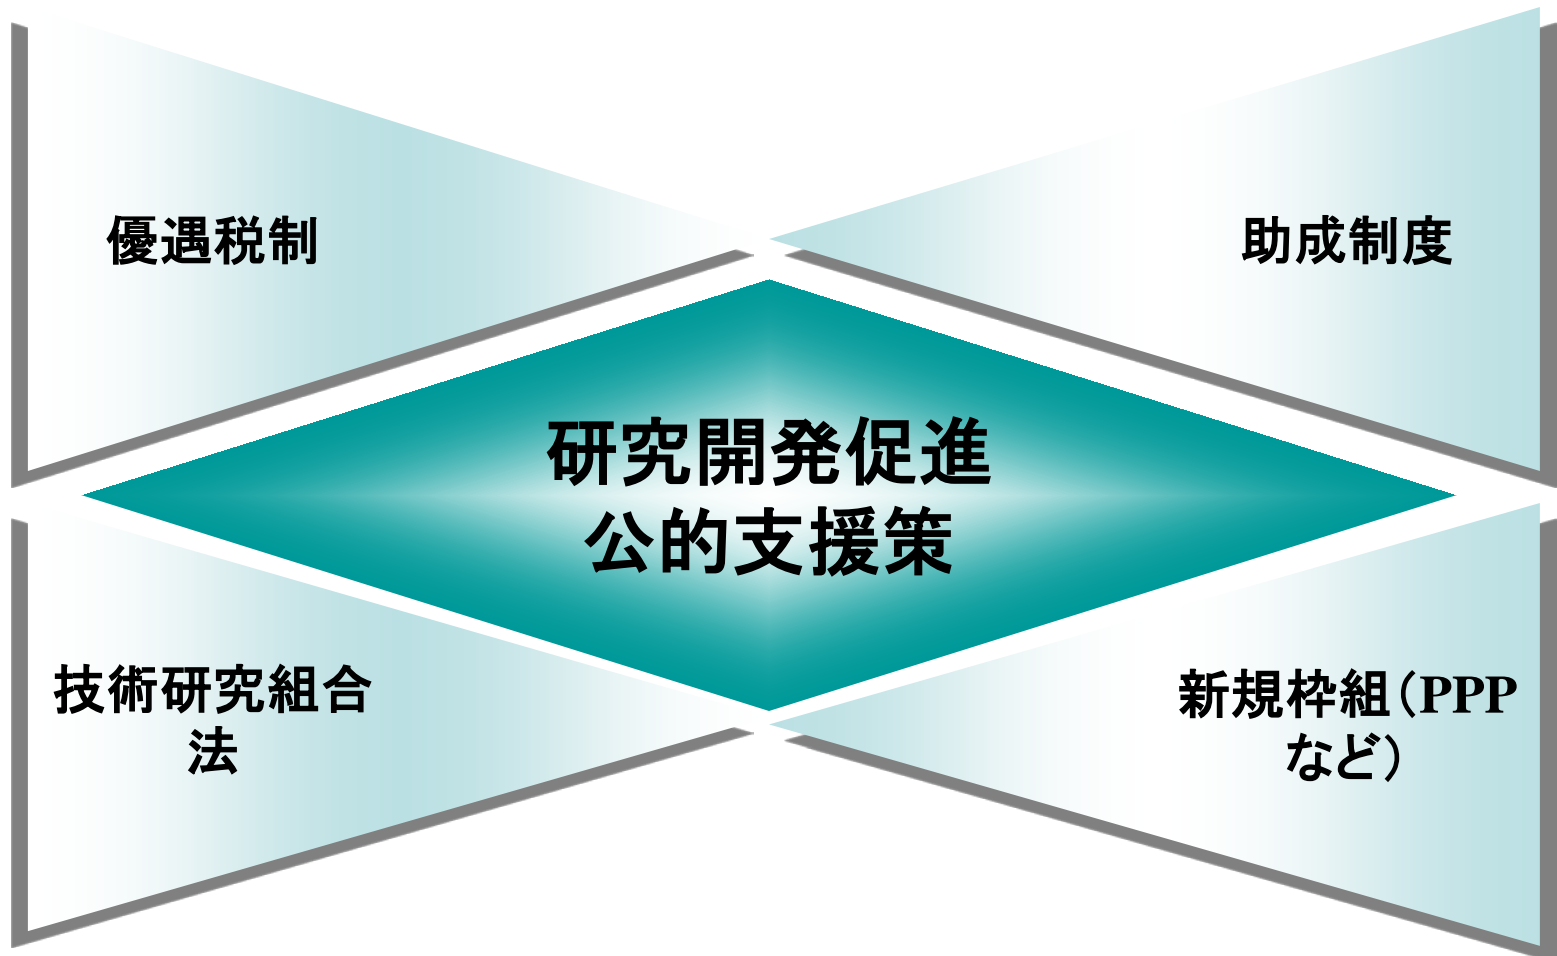 優遇税制
助成制度
研究開発促進
公的支援策
技術研究組合
法
新規枠組（PPP
など）